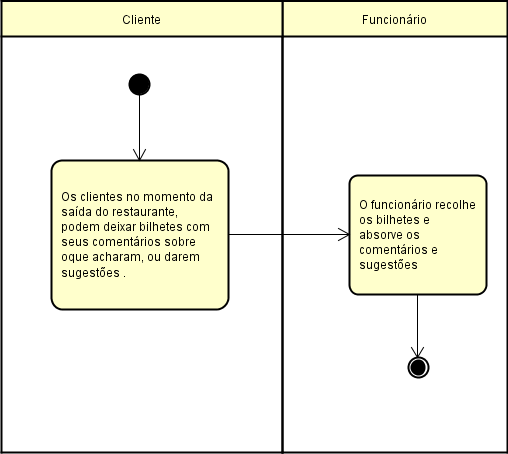 Cliente
Funcionário
Os clientes no momento da
saída do restaurante,
podem deixar bilhetes com
seus comentários sobre
oque acharam, ou darem
sugestões .
O funcionário recolhe
os bilhetes e
absorve os
comentários e
sugestões